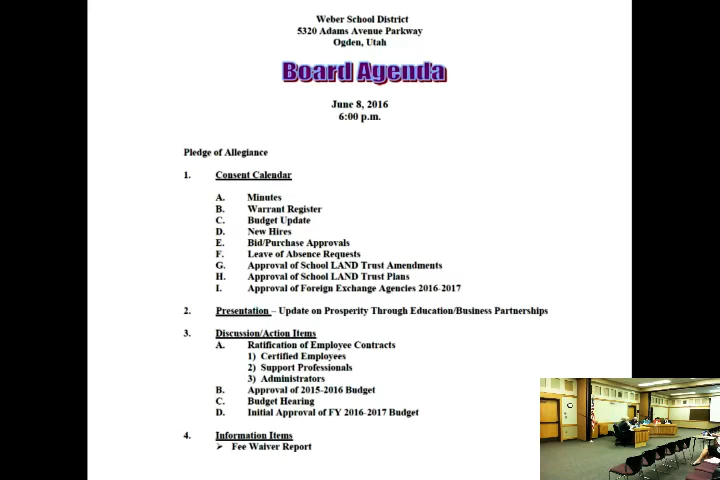 Weber School District
5320 Adams Avenue Parkway
Ogden, Utah
Board Agenda
June 8, 2016
6:00 p.m.
Pledge of Allegiance
1. Consent Calendar
A. Minutes
B. Warrant Register
C. Budget Update
D. New Hires
E. Bid/Purchase Approvals
F. Leave of Absence Requests
G. Approval of School LAND Trust Amendments
H. Approval of School LAND Trust Plans
I. Approval of Foreign Exchange Agencies 2016-2017
2. Presentation – Update on Prosperity Through Education/Business Partnerships
3. Discussion/Action Items
A. Ratification of Employee Contracts
1) Certified Employees
2) Support Professionals
3) Administrators
B. Approval of 2015-2016 Budget
C. Budget Hearing
D. Initial Approval of FY 2016-2017 Budget
4. Information Items
➢ Fee Waiver Report